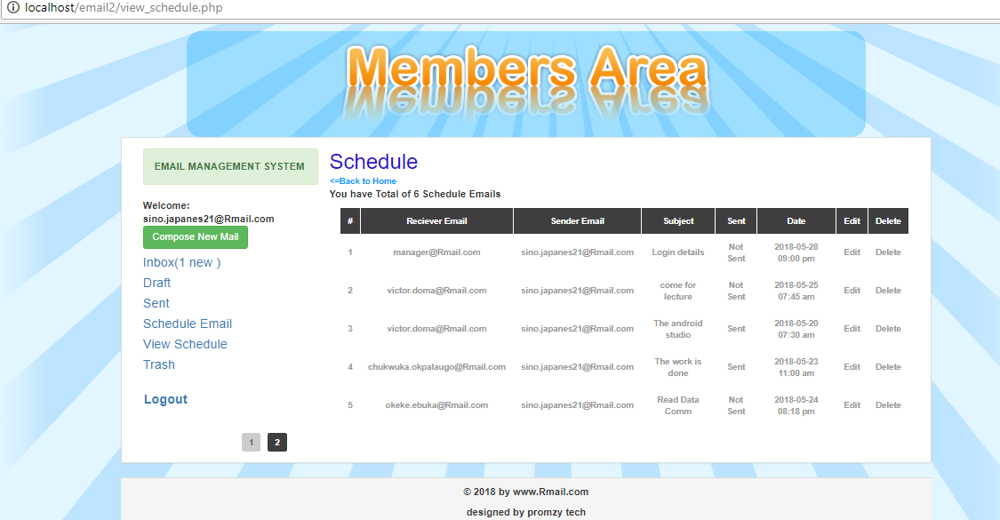 localhost/email2/view_schedule.php
Members Area
EMAIL MANAGEMENT SYSTEM
Welcome:
sino.japanes21@Rmail.com
Compose New Mail
Inbox(1 new )
Draft
Sent
Schedule Email
View Schedule
Trash
Logout
Schedule
<=Back to Home
You have Total of 6 Schedule Emails
# Reciever Email Sender Email Subject Sent Date Edit Delete
1 manager@Rmail.com sino.japanes21@Rmail.com Login details Not Sent 2018-05-28 09:00 pm Edit Delete
2 victor.doma@Rmail.com sino.japanes21@Rmail.com come for lecture Not Sent 2018-05-25 07:45 am Edit Delete
3 victor.doma@Rmail.com sino.japanes21@Rmail.com The android studio Sent 2018-05-20 07:30 am Edit Delete
4 chukwuka.okpalaugo@Rmail.com sino.japanes21@Rmail.com The work is done Sent 2018-05-23 11:00 am Edit Delete
5 okeke.ebuka@Rmail.com sino.japanes21@Rmail.com Read Data Comm Not Sent 2018-05-24 08:18 pm Edit Delete
1 2
© 2018 by www.Rmail.com
designed by promzy tech